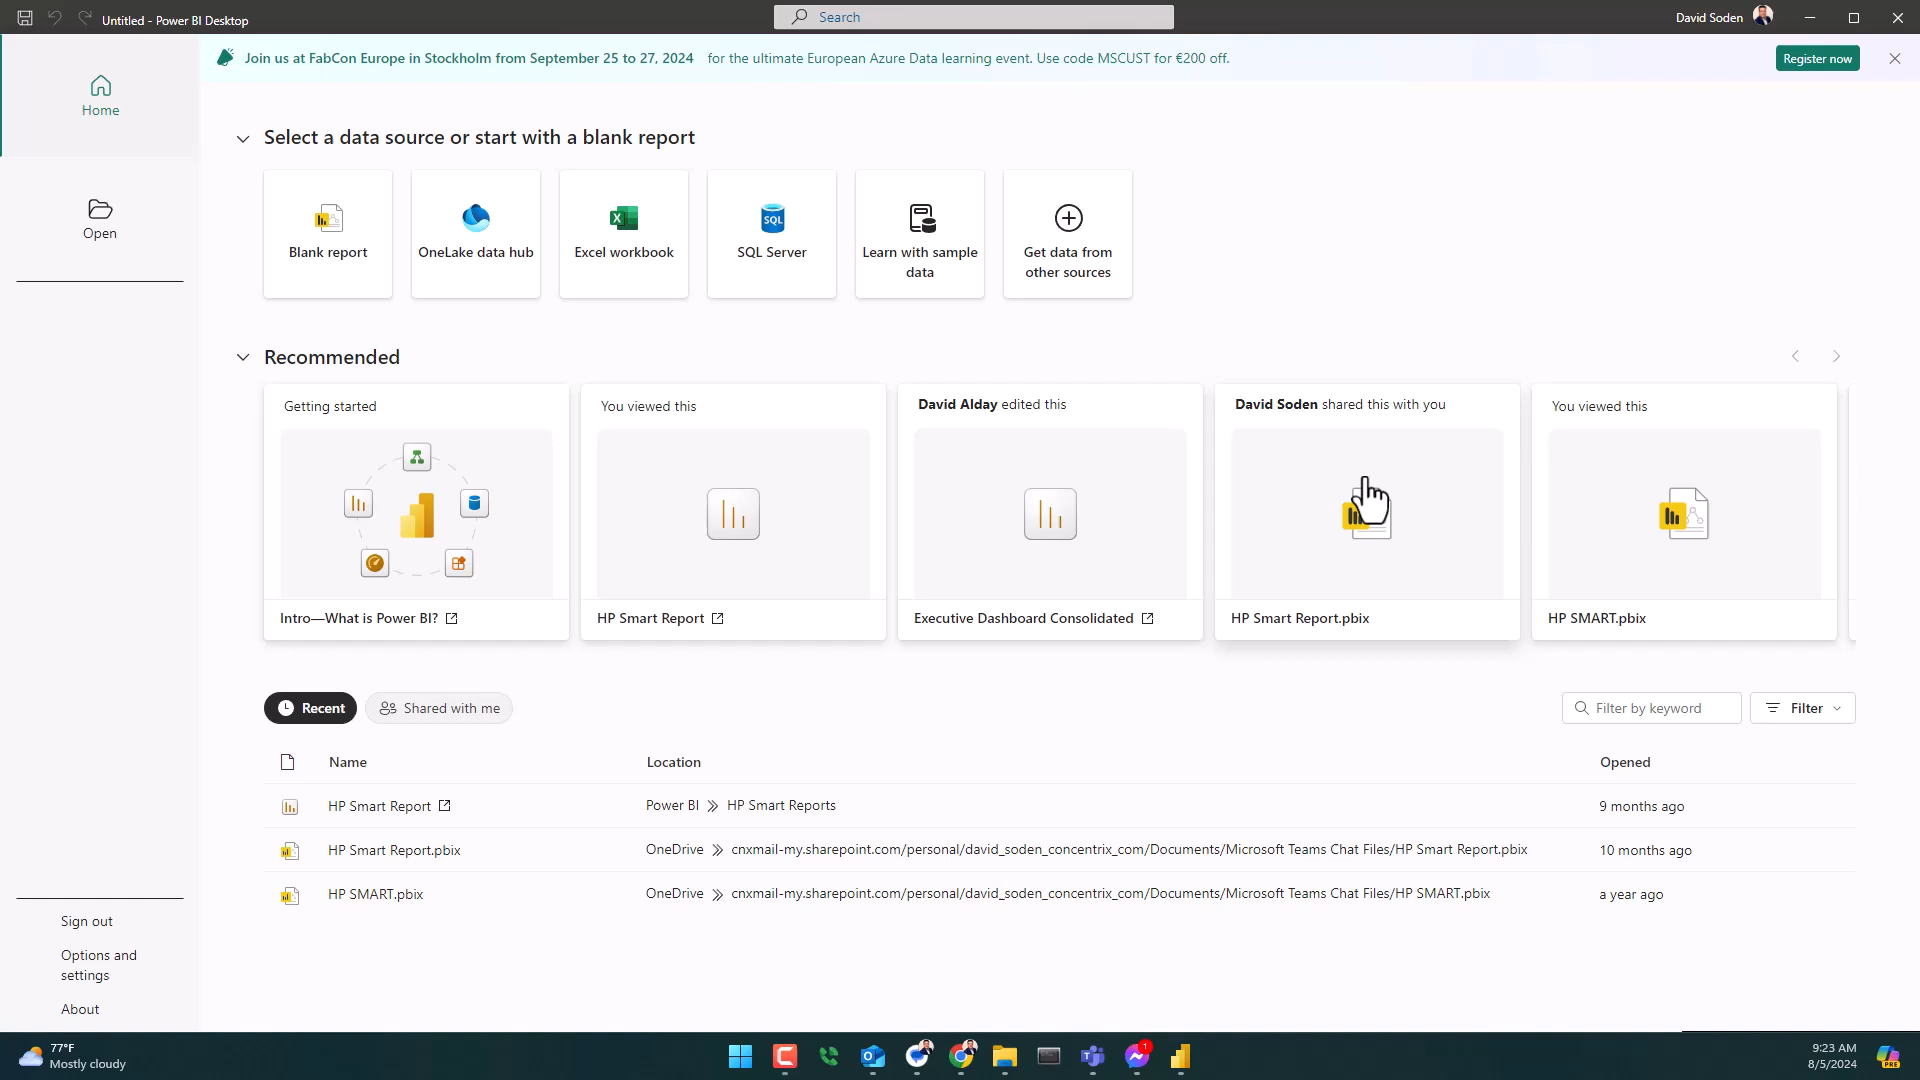 Untitled - Power BI Desktop
Search
David Soden
Join us at FabCon Europe in Stockholm from September 25 to 27, 2024 for the ultimate European Azure Data learning event. Use code MSCUST for €200 off.
Register now
Home
Open
Select a data source or start with a blank report
Blank report
OneLake data hub
Excel workbook
SQL
SQL Server
Learn with sample
data
Get data from
other sources
Recommended
Getting started
You viewed this
David Alday edited this
David Soden shared this with you
You viewed this
Intro—What is Power BI?
HP Smart Report
Executive Dashboard Consolidated
HP Smart Report.pbix
HP SMART.pbix
Recent
Shared with me
Filter by keyword
Filter
Name
Location
Opened
HP Smart Report
Power BI
HP Smart Reports
9 months ago
HP Smart Report.pbix
OneDrive
cnxmail-my.sharepoint.com/personal/david_soden_concentrix_com/Documents/Microsoft Teams Chat Files/HP Smart Report.pbix
10 months ago
HP SMART.pbix
OneDrive
cnxmail-my.sharepoint.com/personal/david_soden_concentrix_com/Documents/Microsoft Teams Chat Files/HP SMART.pbix
a year ago
Sign out
Options and
settings
About
77°F
Mostly cloudy
1
9:23 AM
8/5/2024
PRE